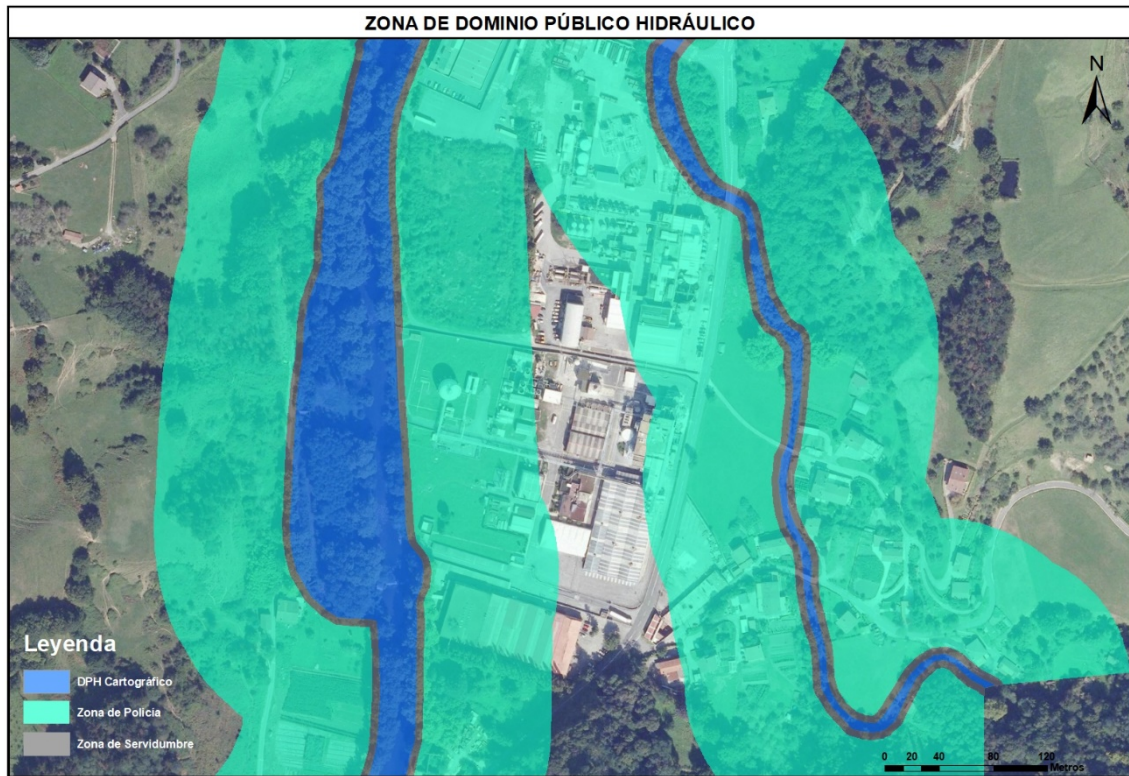 ZONA DE DOMINIO PÚBLICO HIDRÁULICO
N
Leyenda
DPH Cartográfico
Zona de Policía
Zona de Servidumbre
0 20 40 80 120
Metros